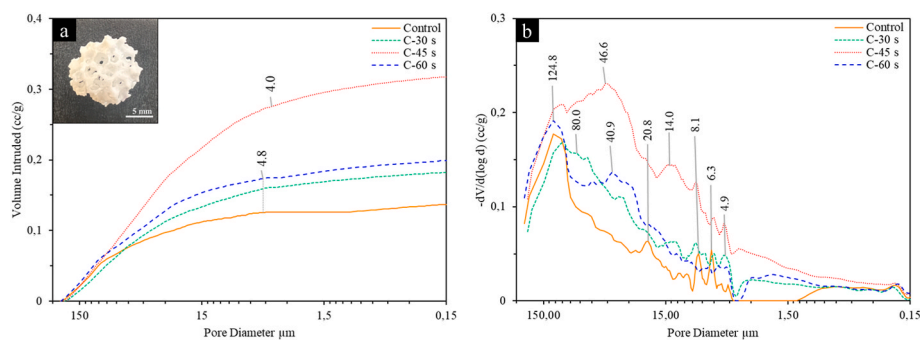 a
5 mm
Control
C-30 s
C-45 s
C-60 s
4.0
4.8
0,4
0,3
0,2
0,1
0
Volume Intruded (cc/g)
150
15
1,5
0,15
Pore Diameter µm
b
Control
C-30 s
C-45 s
C-60 s
124.8
80.0
46.6
40.9
20.8
14.0
8.1
6.3
4.9
0,3
0,2
0,1
0
-dV/d(log d) (cc/g)
150,00
15,00
1,50
0,15
Pore Diameter µm